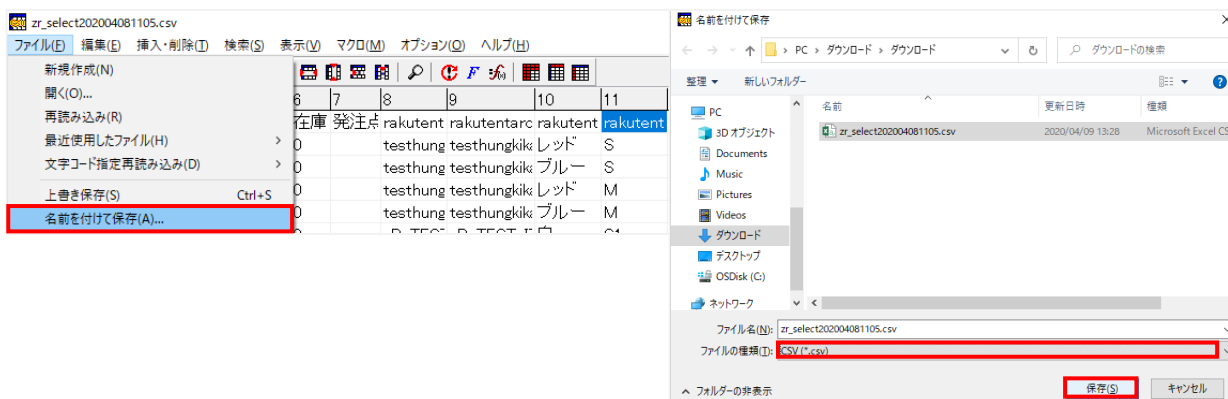 zr_select202004081105.csv
ファイル(F) 編集(E) 挿入・削除(I) 検索(S) 表示(V) マクロ(M) オプション(O) ヘルプ(H)
新規作成(N)
開く(O)...
再読み込み(R)
最近使用したファイル(H)
文字コード指定再読み込み(D)
上書き保存(S) Ctrl+S
名前を付けて保存(A)...
6 7 8 9 10 11
在庫 発注点 rakutent rakutentarc rakutent rakutent
0 testhung testhungkik レッド S
0 testhung testhungkik ブルー S
0 testhung testhungkik レッド M
0 testhung testhungkik ブルー M
名前を付けて保存
PC > ダウンロード > ダウンロード
ダウンロードの検索
整理 新しいフォルダー
名前 更新日時 種類
zr_select202004081105.csv 2020/04/09 13:28 Microsoft Excel CS
PC
3D オブジェクト
Documents
Music
Pictures
Videos
ダウンロード
デスクトップ
OSDisk (C:)
ネットワーク
ファイル名(N): zr_select202004081105.csv
ファイルの種類(T): CSV (*.csv)
フォルダーの非表示
保存(S) キャンセル